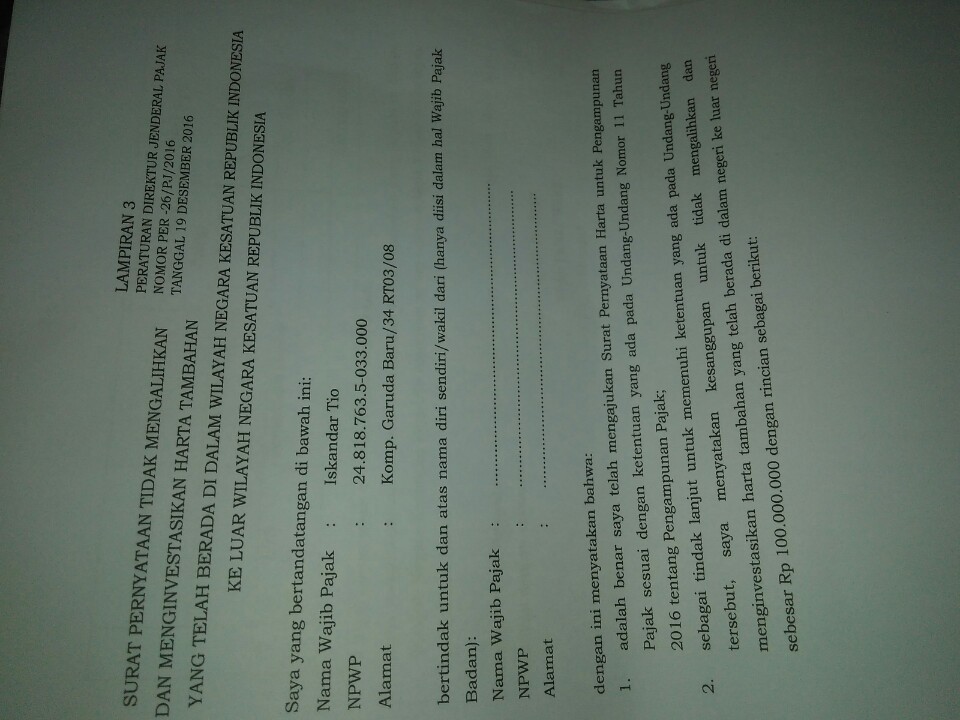 LAMPIRAN 3
PERATURAN DIREKTUR JENDERAL PAJAK
NOMOR PER -26/PJ/2016
TANGGAL 19 DESEMBER 2016
SURAT PERNYATAAN TIDAK MENGALIHKAN
DAN MENGINVESTASIKAN HARTA TAMBAHAN
YANG TELAH BERADA DI DALAM WILAYAH NEGARA KESATUAN REPUBLIK INDONESIA
KE LUAR WILAYAH NEGARA KESATUAN REPUBLIK INDONESIA
Saya yang bertandatangan di bawah ini:
Nama Wajib Pajak : Iskandar Tio
NPWP : 24.818.763.5-033.000
Alamat : Komp. Garuda Baru/34 RT03/08
bertindak untuk dan atas nama diri sendiri/wakil dari (hanya diisi dalam hal Wajib Pajak
Badan):
Nama Wajib Pajak : ................................................................
NPWP : ................................................................
Alamat : ................................................................
dengan ini menyatakan bahwa:
1. adalah benar saya telah mengajukan Surat Pernyataan Harta untuk Pengampunan
Pajak sesuai dengan ketentuan yang ada pada Undang-Undang Nomor 11 Tahun
2016 tentang Pengampunan Pajak;
2. sebagai tindak lanjut untuk memenuhi ketentuan yang ada pada Undang-Undang
tersebut, saya menyatakan kesanggupan untuk tidak mengalihkan dan
menginvestasikan harta tambahan yang telah berada di dalam negeri ke luar negeri
sebesar Rp 100.000.000 dengan rincian sebagai berikut: